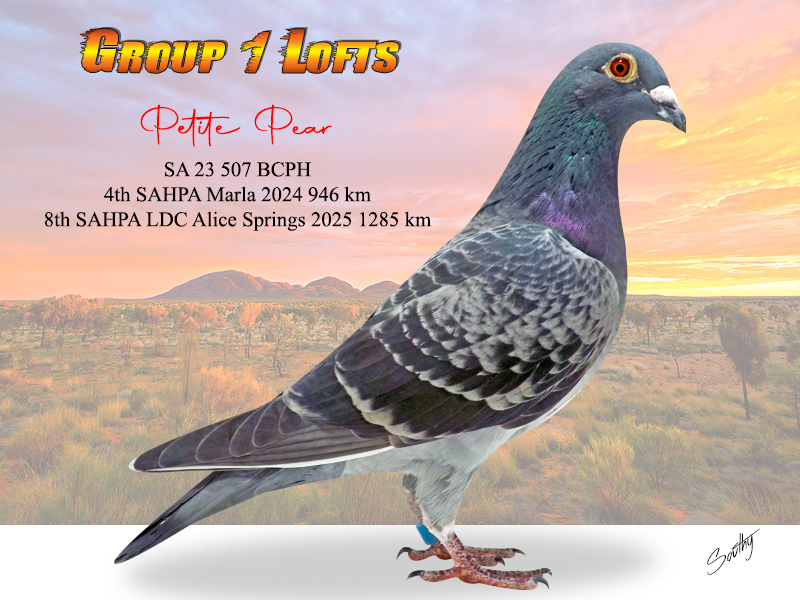 Group 1 Lofts
Petite Pear
SA 23 507 BCPH
4th SAHPA Marla 2024 946 km
8th SAHPA LDC Alice Springs 2025 1285 km
Southy